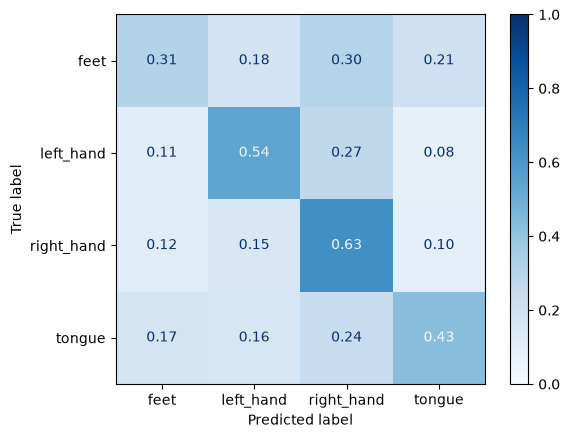 feet 0.31 0.18 0.30 0.21
left_hand 0.11 0.54 0.27 0.08
right_hand 0.12 0.15 0.63 0.10
tongue 0.17 0.16 0.24 0.43
feet left_hand right_hand tongue
Predicted label
True label
1.0
0.8
0.6
0.4
0.2
0.0